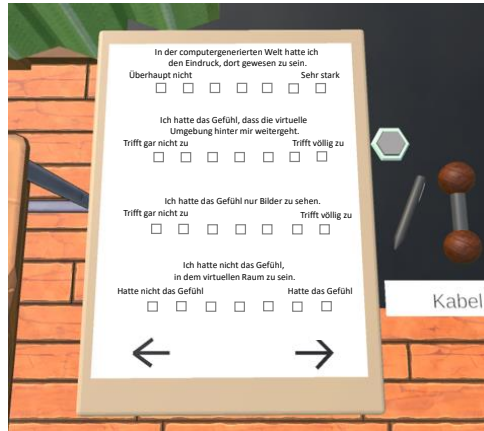 In der computergenerierten Welt hatte ich
den Eindruck, dort gewesen zu sein.
Überhaupt nicht Sehr stark
Ich hatte das Gefühl, dass die virtuelle
Umgebung hinter mir weitergeht.
Trifft gar nicht zu Trifft völlig zu
Ich hatte das Gefühl nur Bilder zu sehen.
Trifft gar nicht zu Trifft völlig zu
Ich hatte nicht das Gefühl,
in dem virtuellen Raum zu sein.
Hatte nicht das Gefühl Hatte das Gefühl
Kabel